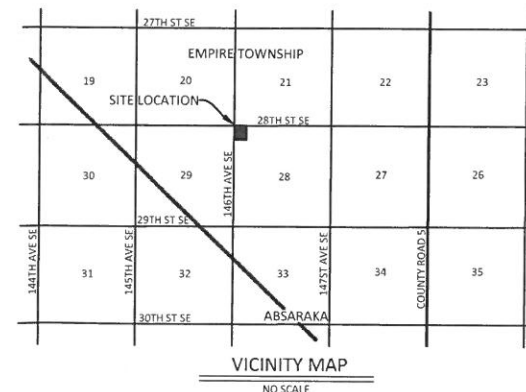 27TH ST SE
EMPIRE TOWNSHIP
19 20 21 22 23
SITE LOCATION
28TH ST SE
30 29 28 27 26
146TH AVE SE
29TH ST SE
144TH AVE SE
145TH AVE SE
147ST AVE SE
COUNTY ROAD 5
31 32 33 34 35
30TH ST SE
ABSARAKA
VICINITY MAP
NO SCALE